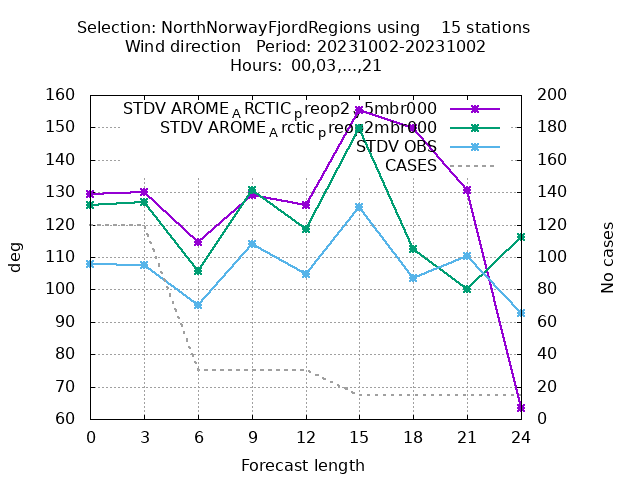 Selection: NorthNorwayFjordRegions using 15 stations
Wind direction Period: 20231002-20231002
Hours: 00,03,...,21
160 200
STDV AROME_ARCTIC_preop2_5mbr000
150 180
STDV AROME_Arctic_preop2mbr000
STDV OBS
140 160
CASES
130 140
120 120
110 100
100 80
90 60
80 40
70 20
60 0
deg
No cases
0 3 6 9 12 15 18 21 24
Forecast length